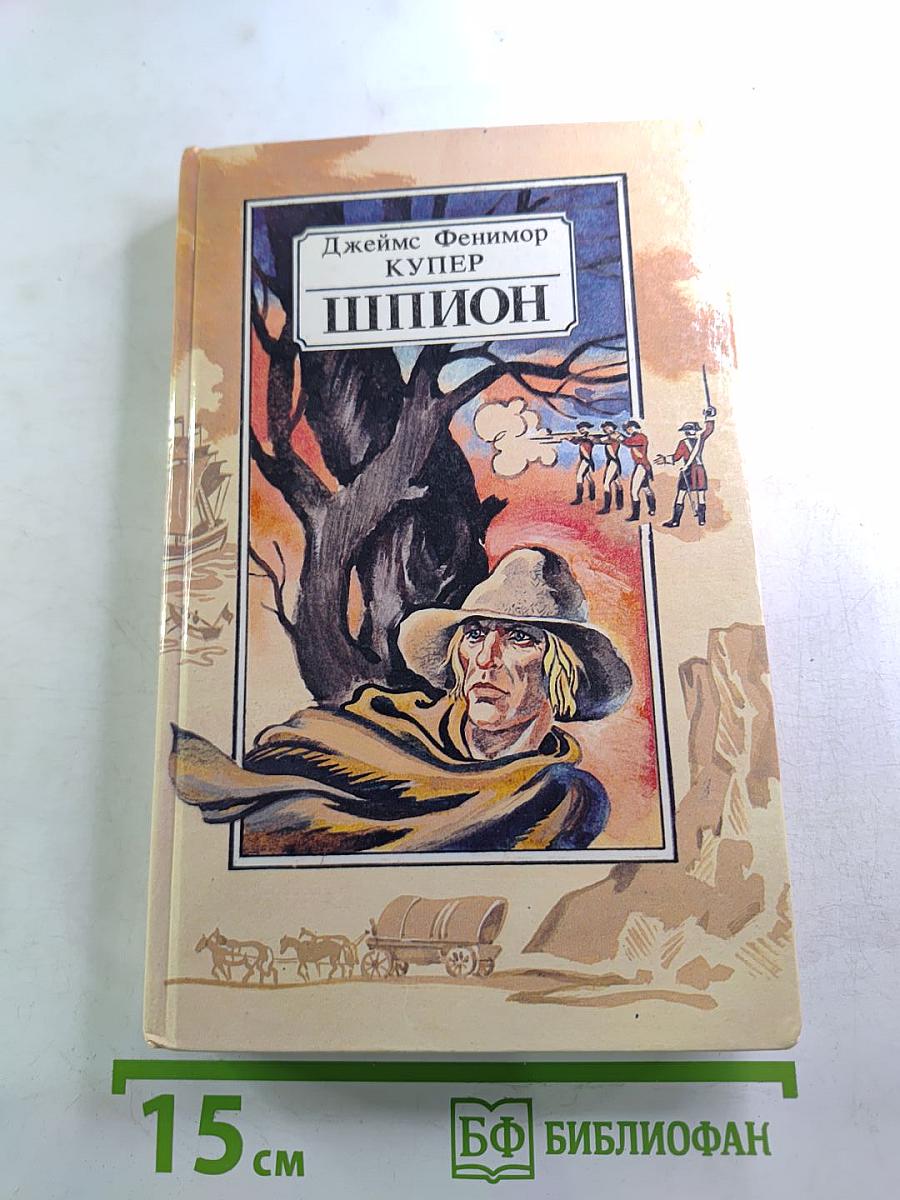 Джеймс Фенимор
КУПЕР
ШПИОН
15 см
БФ БИБЛИОФАН